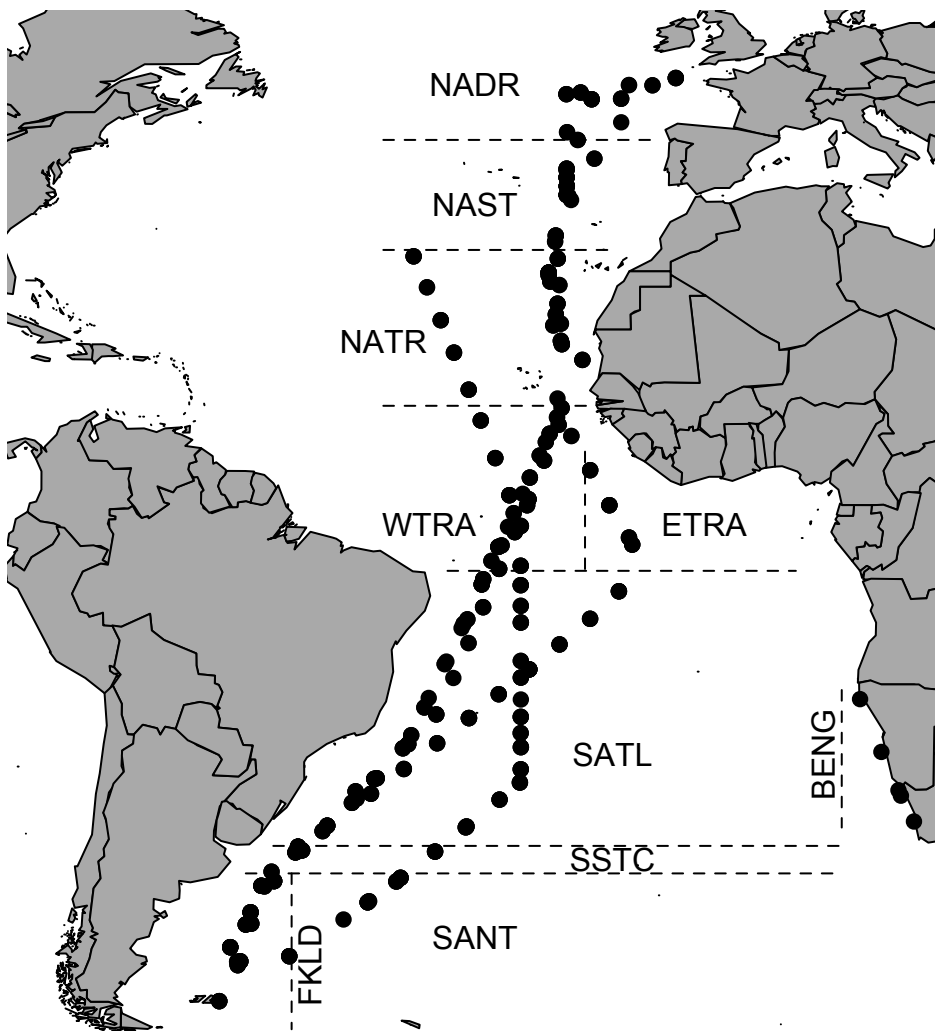 NADR
NAST
NATR
WTRA
ETRA
SATL
BENG
SSTC
SANT
FKLD